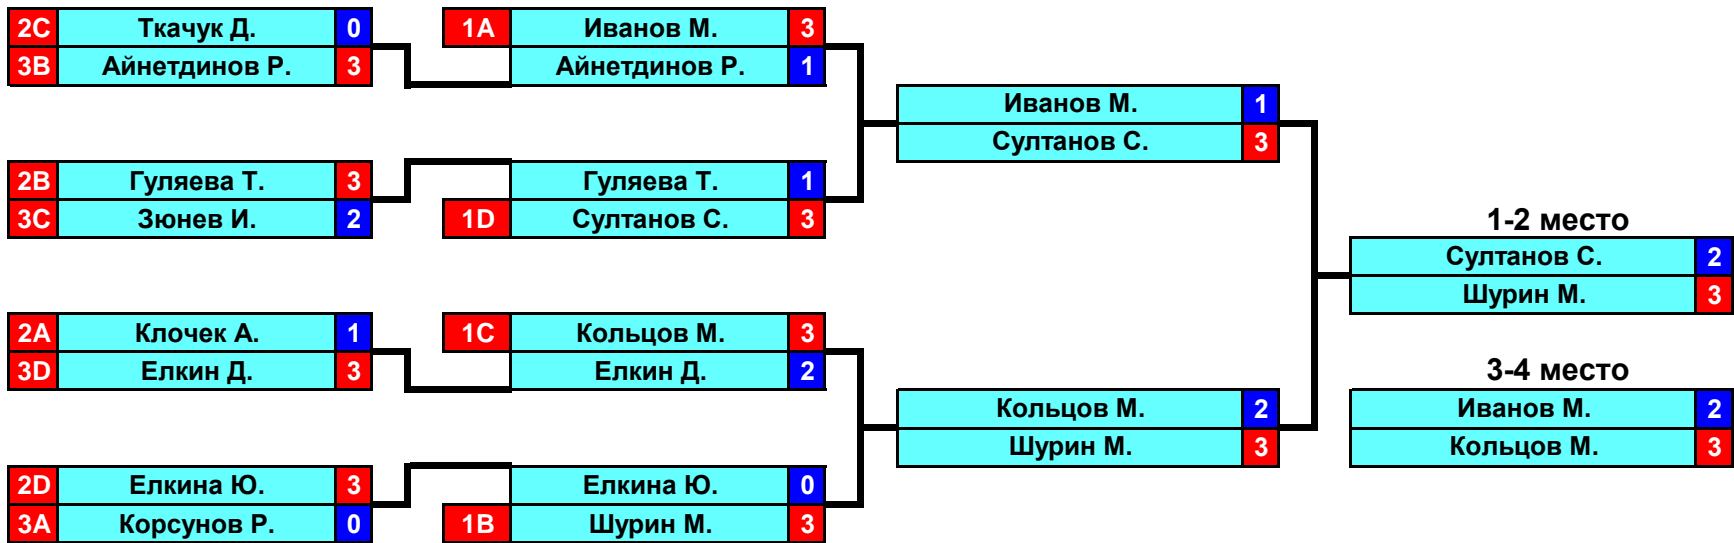 2C Ткачук Д. 0
3B Айнетдинов Р. 3
2B Гуляева Т. 3
3C Зюнев И. 2
2A Клочек А. 1
3D Елкин Д. 3
2D Елкина Ю. 3
3A Корсунов Р. 0
1A Иванов М. 3
Айнетдинов Р. 1
Гуляева Т. 1
1D Султанов С. 3
1C Кольцов М. 3
Елкин Д. 2
Елкина Ю. 0
1B Шурин М. 3
Иванов М. 1
Султанов С. 3
Кольцов М. 2
Шурин М. 3
1-2 место
Султанов С. 2
Шурин М. 3
3-4 место
Иванов М. 2
Кольцов М. 3